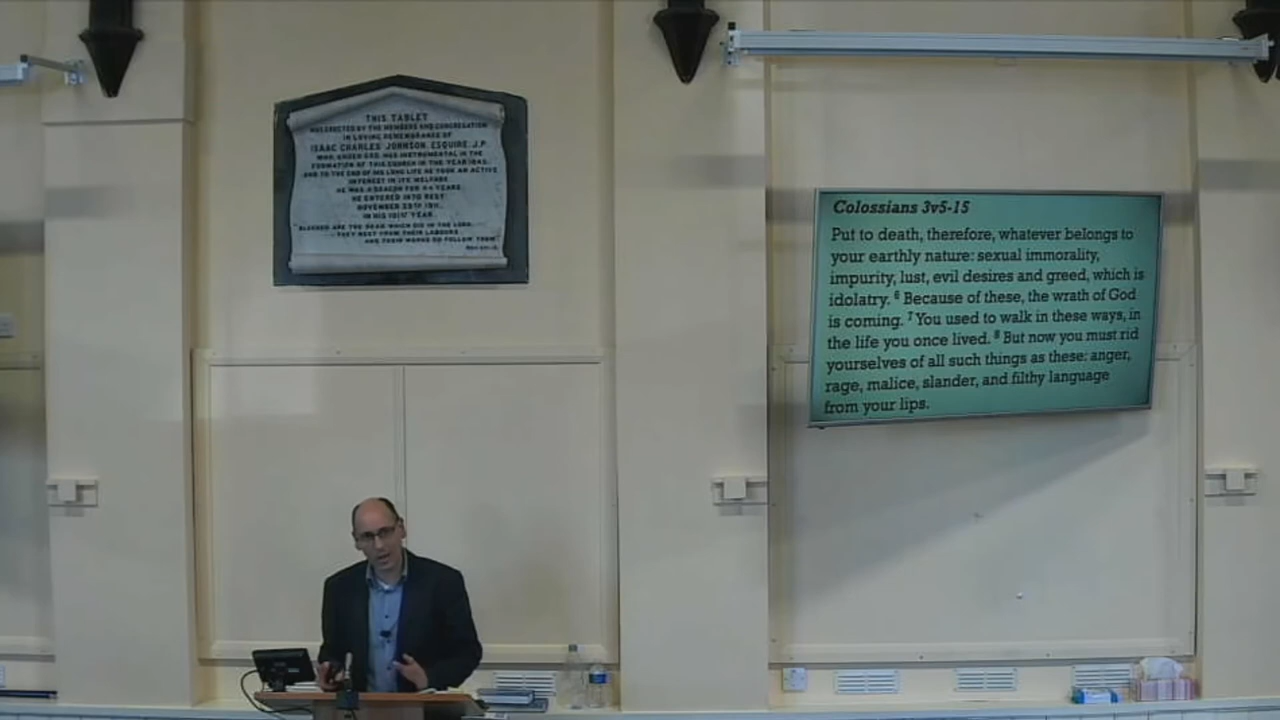 THIS TABLET
WAS ERECTED BY THE MEMBERS AND CONGREGATION
IN LOVING REMEMBRANCE OF
ISAAC CHARLES JOHNSON, ESQUIRE, J.P.
WHO, UNDER GOD, WAS INSTRUMENTAL IN THE
FORMATION OF THIS CHURCH IN THE YEAR
AND TO THE END OF HIS LONG LIFE HE TOOK AN ACTIVE
INTEREST IN ITS WELFARE
HE WAS A DEACON FOR YEARS
HE ENTERED INTO REST
NOVEMBER 29TH 1911,
IN HIS 101ST YEAR.
"BLESSED ARE THE DEAD WHICH DIE IN THE LORD.
THEY REST FROM THEIR LABOURS
AND THEIR WORKS DO FOLLOW THEM"
Colossians 3v5-15
Put to death, therefore, whatever belongs to
your earthly nature: sexual immorality,
impurity, lust, evil desires and greed, which is
idolatry. 6 Because of these, the wrath of God
is coming. 7 You used to walk in these ways, in
the life you once lived. 8 But now you must rid
yourselves of all such things as these: anger,
rage, malice, slander, and filthy language
from your lips.